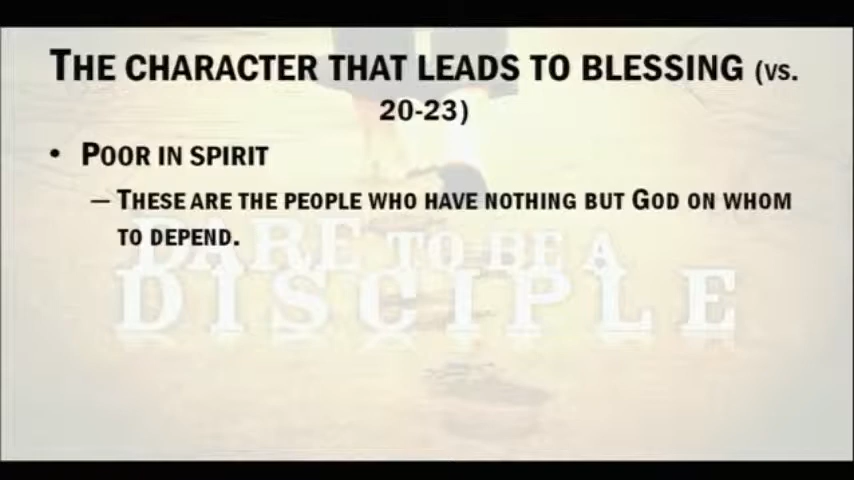 THE CHARACTER THAT LEADS TO BLESSING (VS.
20-23)
• POOR IN SPIRIT
– THESE ARE THE PEOPLE WHO HAVE NOTHING BUT GOD ON WHOM
TO DEPEND.
DARE TO BE A
DISCIPLE